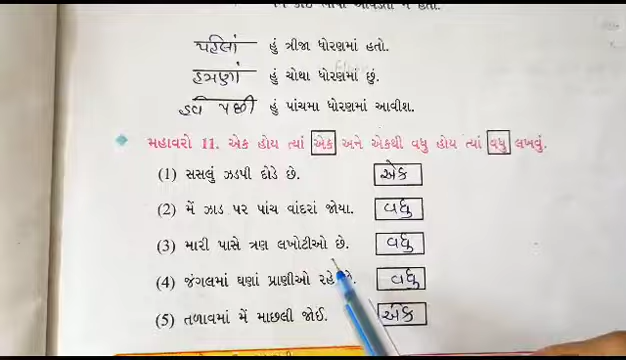 પહેલાં હું ત્રીજા ધોરણમાં હતો.
હમણાં હું ચોથા ધોરણમાં છું.
હવે પછી હું પાંચમા ધોરણમાં આવીશ.
મહાવરો 11. એક હોય ત્યાં એક અને એકથી વધુ હોય ત્યાં વધુ લખવું.
(1) સસલું ઝડપી દોડે છે. એક
(2) મેં ઝાડ પર પાંચ વાંદરાં જોયા. વધુ
(3) મારી પાસે ત્રણ લખોટીઓ છે. વધુ
(4) જંગલમાં ઘણાં પ્રાણીઓ વધુ
(5) તળાવમાં મેં માછલી જોઈ. એક